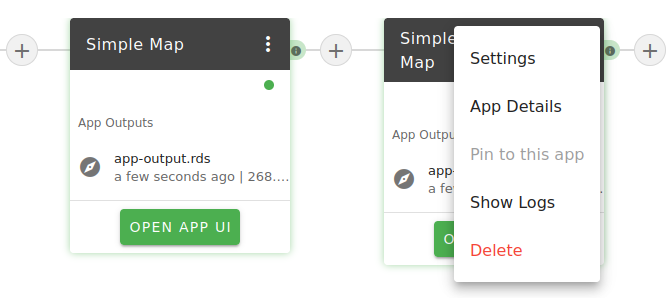 Simple Map
App Outputs
app-output.rds
a few seconds ago | 268....
OPEN APP UI
Simple
Map
App Outpu
app-
a fe
O
Settings
App Details
Pin to this app
Show Logs
Delete